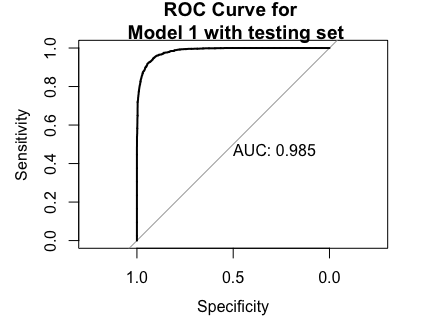 ROC Curve for
Model 1 with testing set
1.0
0.8
0.6
0.4
0.2
0.0
Sensitivity
AUC: 0.985
1.0 0.5 0.0
Specificity